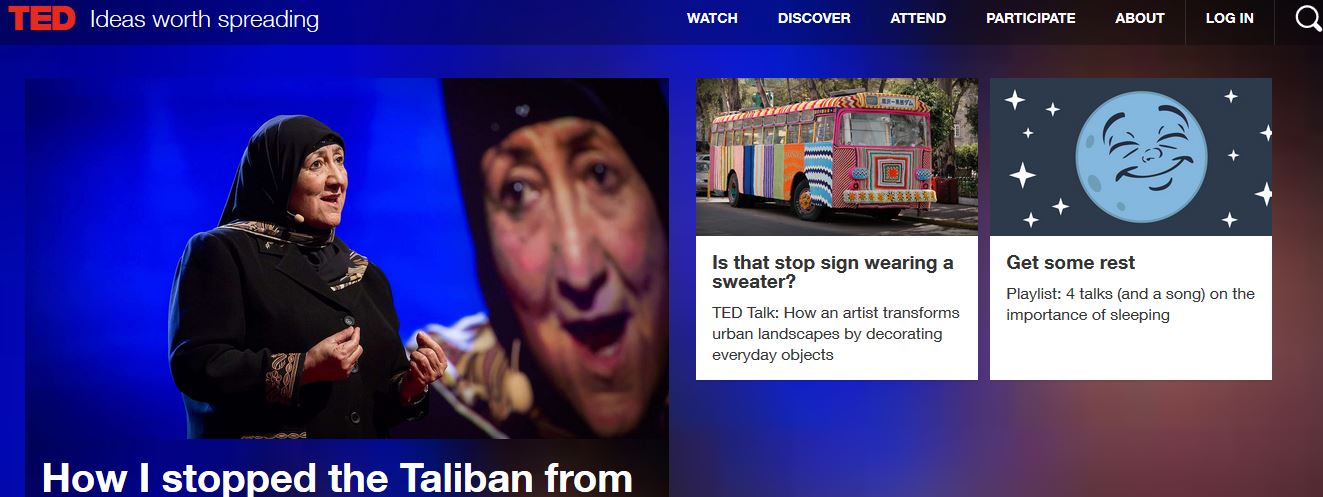 TED Ideas worth spreading
WATCH DISCOVER ATTEND PARTICIPATE ABOUT LOG IN
How I stopped the Taliban from
Is that stop sign wearing a
sweater?
TED Talk: How an artist transforms
urban landscapes by decorating
everyday objects
Get some rest
Playlist: 4 talks (and a song) on the
importance of sleeping